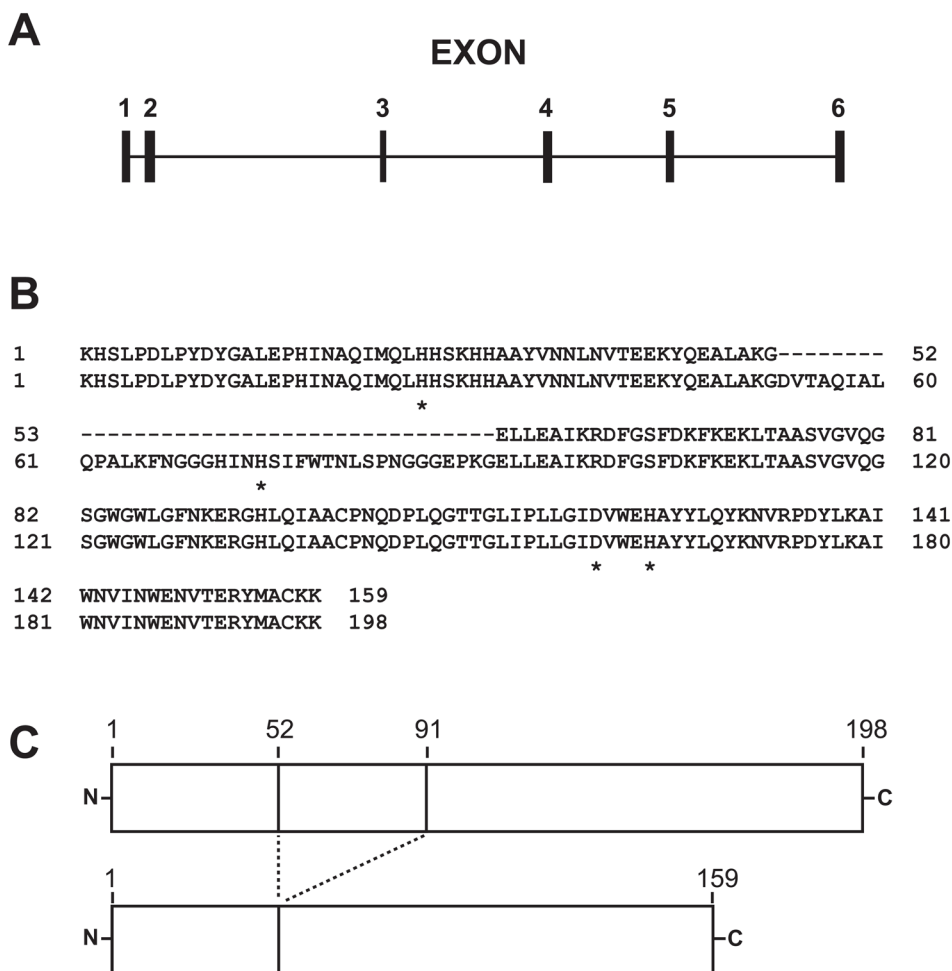 A
EXON
1 2 3 4 5 6
B
1 KHSLPDLPYDYGALEPHINAQIMQLHHSKHHAAYVNNLNVTEEKYQEALAKG-------- 52
1 KHSLPDLPYDYGALEPHINAQIMQLHHSKHHAAYVNNLNVTEEKYQEALAKGDVTAQIAL 60
*
53 -------------------------------ELLEAIKRDFGSFDKFKEKLTAASVGVQG 81
61 QPALKFNGGGHINHSIFWTNLSPNGGGEPKGELLEAIKRDFGSFDKFKEKLTAASVGVQG 120
*
82 SGWGWLGFNKERGHLQIAACPNQDPLQGTTGLIPLLGIDVWEHAYYLQYKNVRPDYLKAI 141
121 SGWGWLGFNKERGHLQIAACPNQDPLQGTTGLIPLLGIDVWEHAYYLQYKNVRPDYLKAI 180
* *
142 WNVINWENVTERYMACKK 159
181 WNVINWENVTERYMACKK 198
C
1 52 91 198
N C
1 159
N C